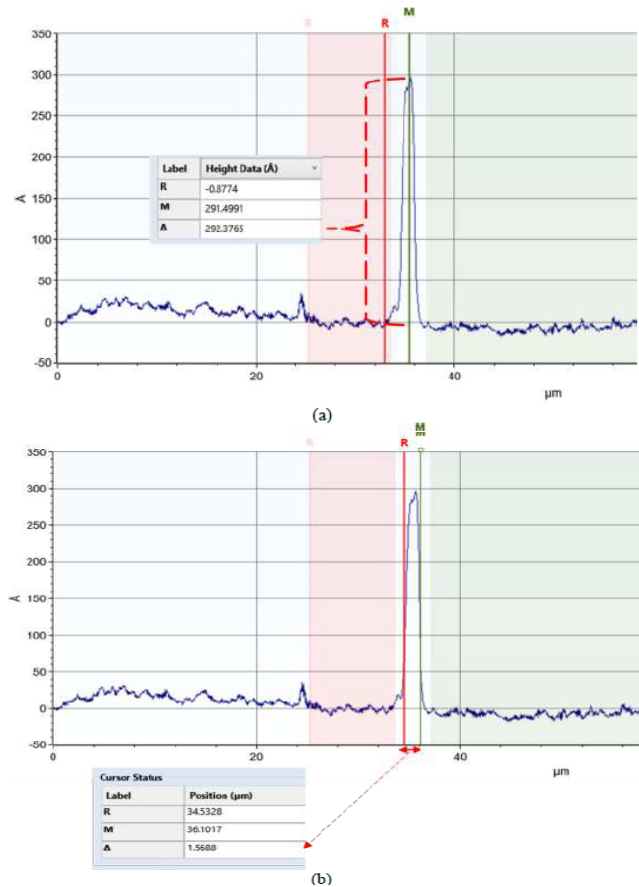 R R M
350
300
250
200
150
100
50
0
-50
Å
Label Height Data (Å)
R -0.8774
M 291.4991
Δ 292.3765
0 20 40
µm
(a)
R R M
350
300
250
200
150
100
50
0
-50
Å
0 20 40
µm
Cursor Status
Label Position (µm)
R 34.5328
M 36.1017
Δ 1.5688
(b)